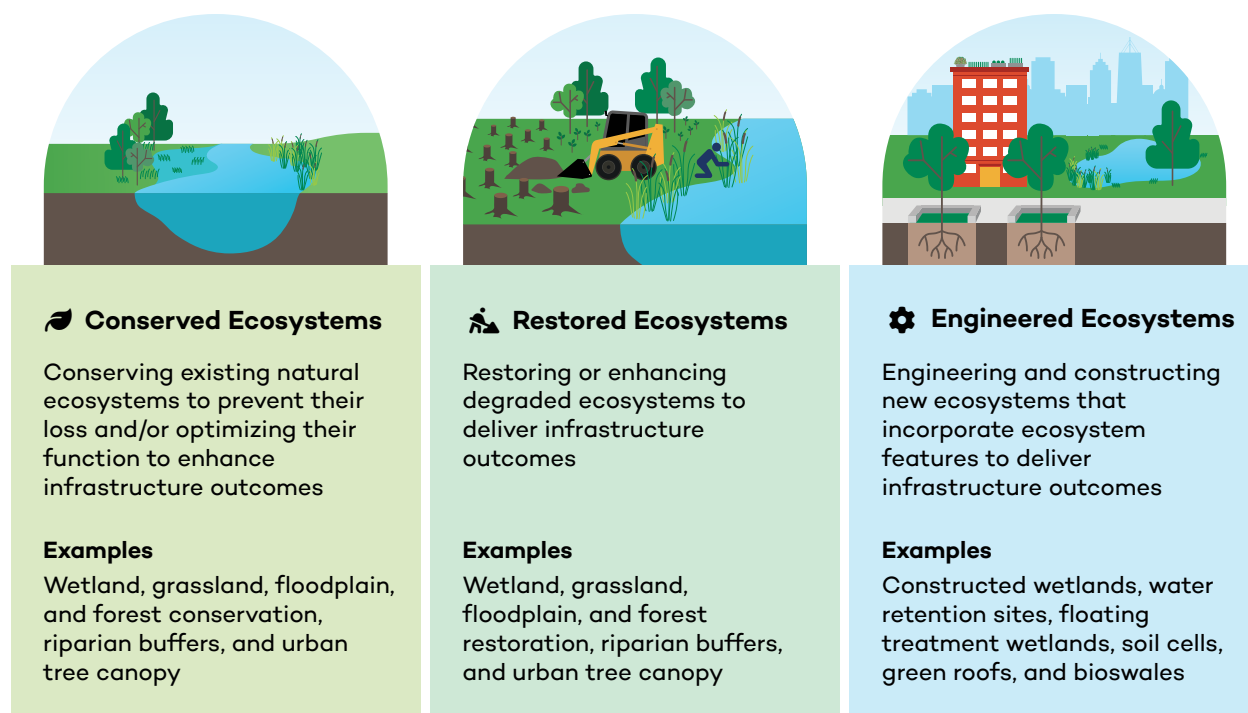 Conserved Ecosystems
Conserving existing natural
ecosystems to prevent their
loss and/or optimizing their
function to enhance
infrastructure outcomes
Examples
Wetland, grassland, floodplain,
and forest conservation,
riparian buffers, and urban
tree canopy
Restored Ecosystems
Restoring or enhancing
degraded ecosystems to
deliver infrastructure
outcomes
Examples
Wetland, grassland,
floodplain, and forest
restoration, riparian buffers,
and urban tree canopy
Engineered Ecosystems
Engineering and constructing
new ecosystems that
incorporate ecosystem
features to deliver
infrastructure outcomes
Examples
Constructed wetlands, water
retention sites, floating
treatment wetlands, soil cells,
green roofs, and bioswales